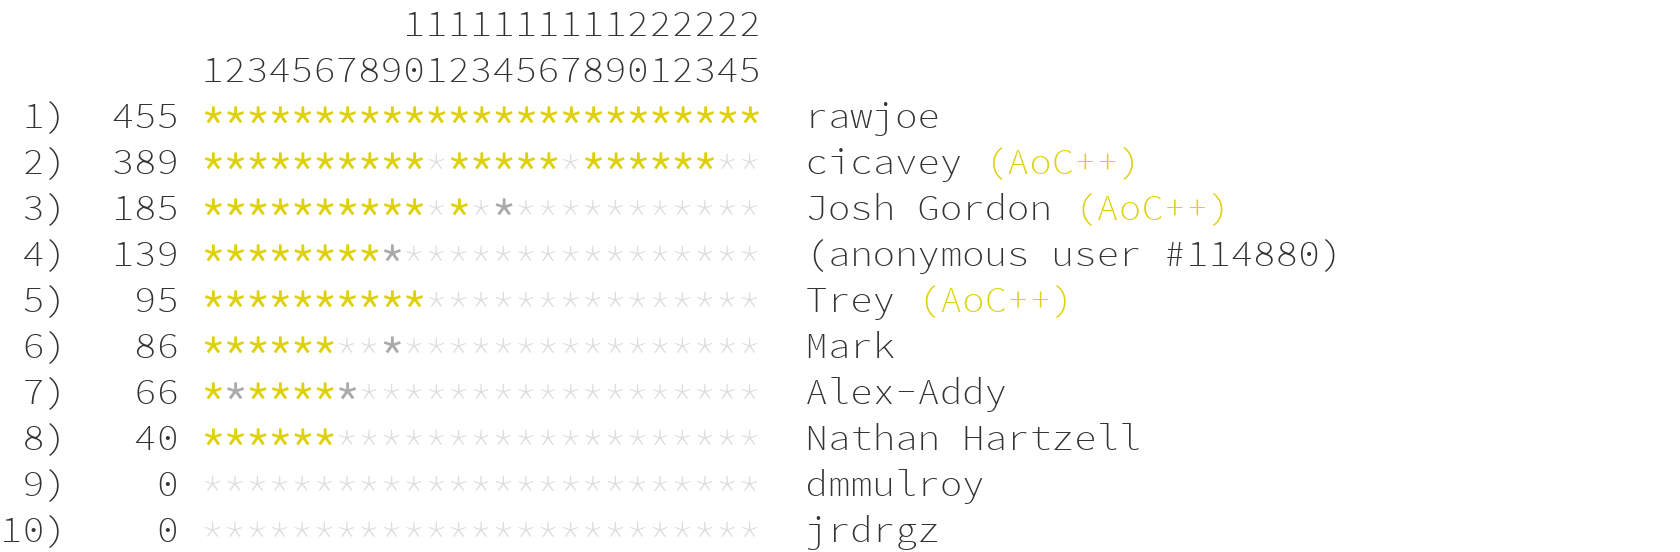 1111111111222222
1234567890123456789012345
1) 455 ************************* rawjoe
2) 389 ************************* cicavey (AoC++)
3) 185 ************************* Josh Gordon (AoC++)
4) 139 ************************* (anonymous user #114880)
5) 95 ************************* Trey (AoC++)
6) 86 ************************* Mark
7) 66 ************************* Alex-Addy
8) 40 ************************* Nathan Hartzell
9) 0 ************************* dmmulroy
10) 0 ************************* jrdrgz